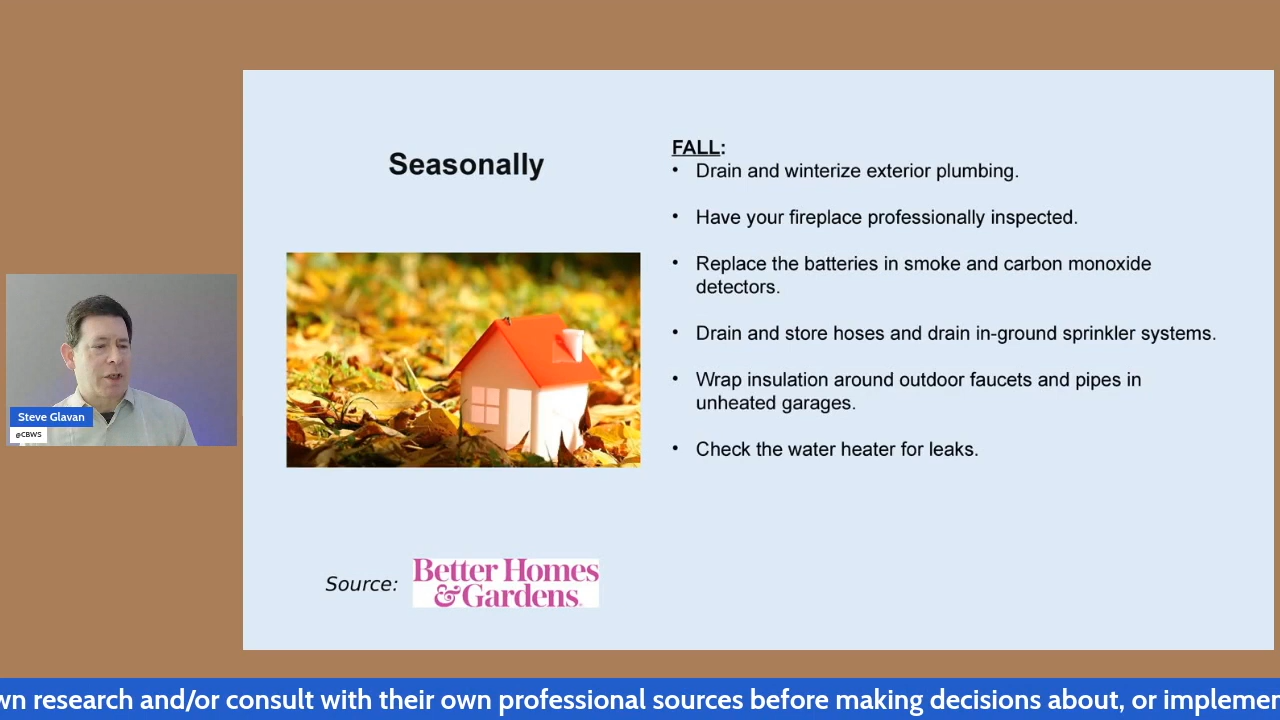 Seasonally
FALL:
• Drain and winterize exterior plumbing.
• Have your fireplace professionally inspected.
• Replace the batteries in smoke and carbon monoxide
detectors.
• Drain and store hoses and drain in-ground sprinkler systems.
• Wrap insulation around outdoor faucets and pipes in
unheated garages.
• Check the water heater for leaks.
Steve Glavan
@CBWS
Source:
Better Homes
&Gardens.
wn research and/or consult with their own professional sources before making decisions about, or implemen